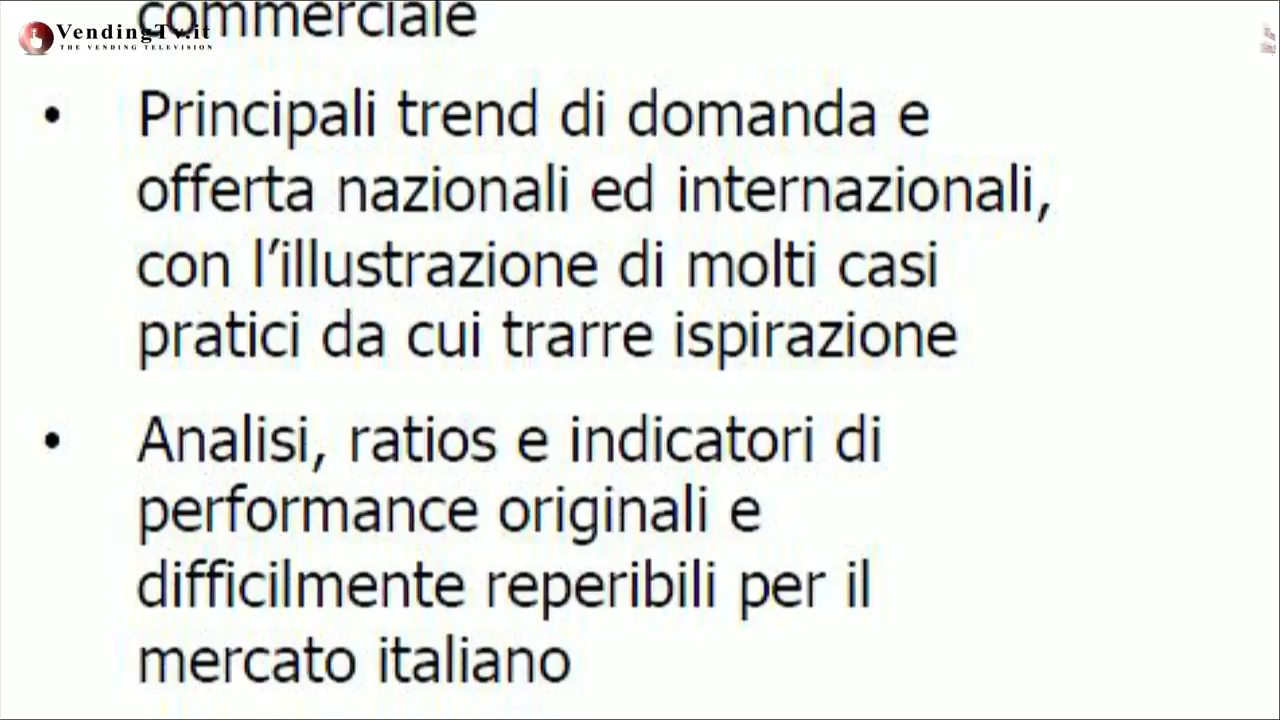 commerciale
VendingTv.it
THE VENDING TELEVISION
• Principali trend di domanda e
offerta nazionali ed internazionali,
con l’illustrazione di molti casi
pratici da cui trarre ispirazione
• Analisi, ratios e indicatori di
performance originali e
difficilmente reperibili per il
mercato italiano